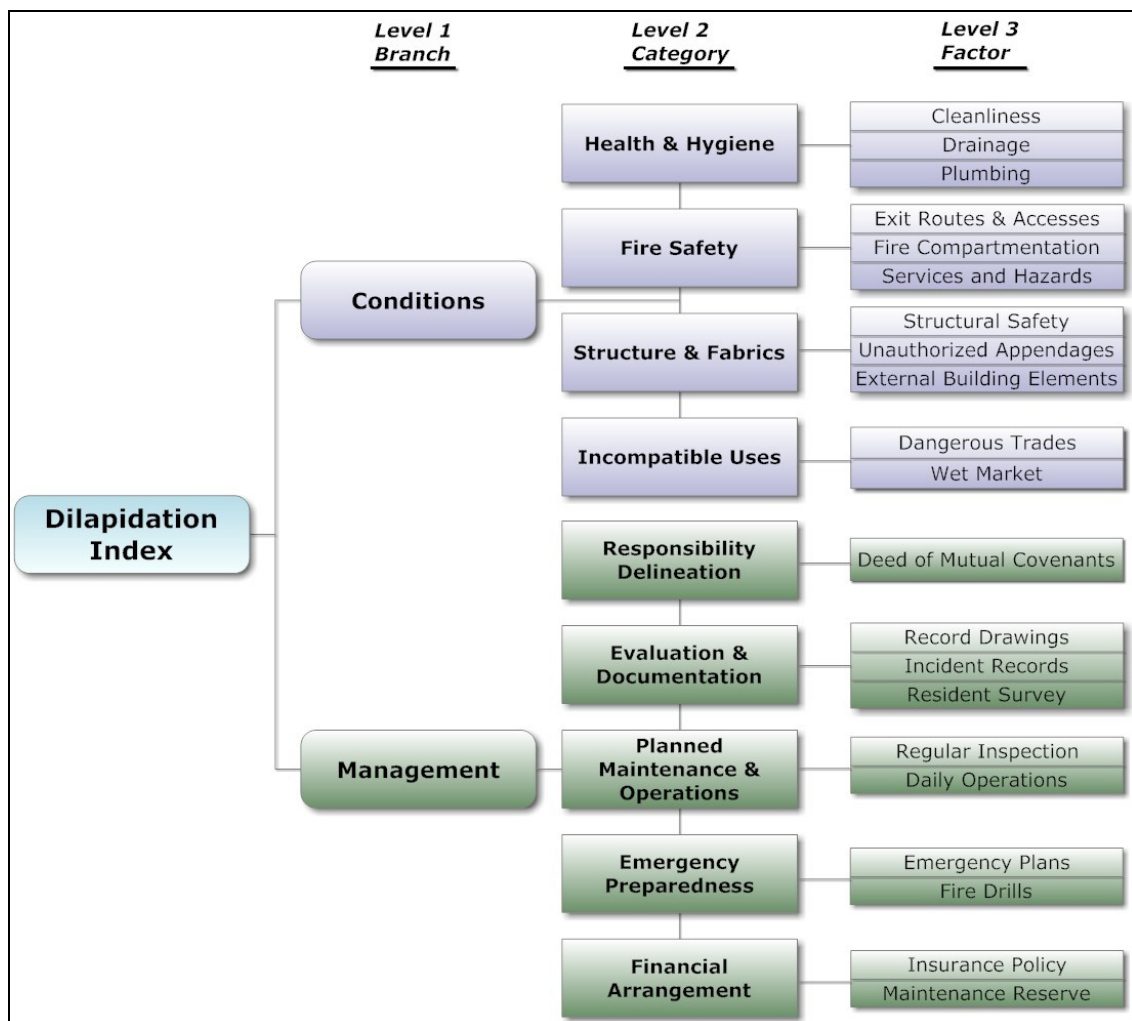 Level 1
Branch
Level 2
Category
Level 3
Factor
Dilapidation
Index
Conditions
Health & Hygiene
Cleanliness
Drainage
Plumbing
Fire Safety
Exit Routes & Accesses
Fire Compartmentation
Services and Hazards
Structure & Fabrics
Structural Safety
Unauthorized Appendages
External Building Elements
Incompatible Uses
Dangerous Trades
Wet Market
Management
Responsibility
Delineation
Deed of Mutual Covenants
Evaluation &
Documentation
Record Drawings
Incident Records
Resident Survey
Planned
Maintenance &
Operations
Regular Inspection
Daily Operations
Emergency
Preparedness
Emergency Plans
Fire Drills
Financial
Arrangement
Insurance Policy
Maintenance Reserve